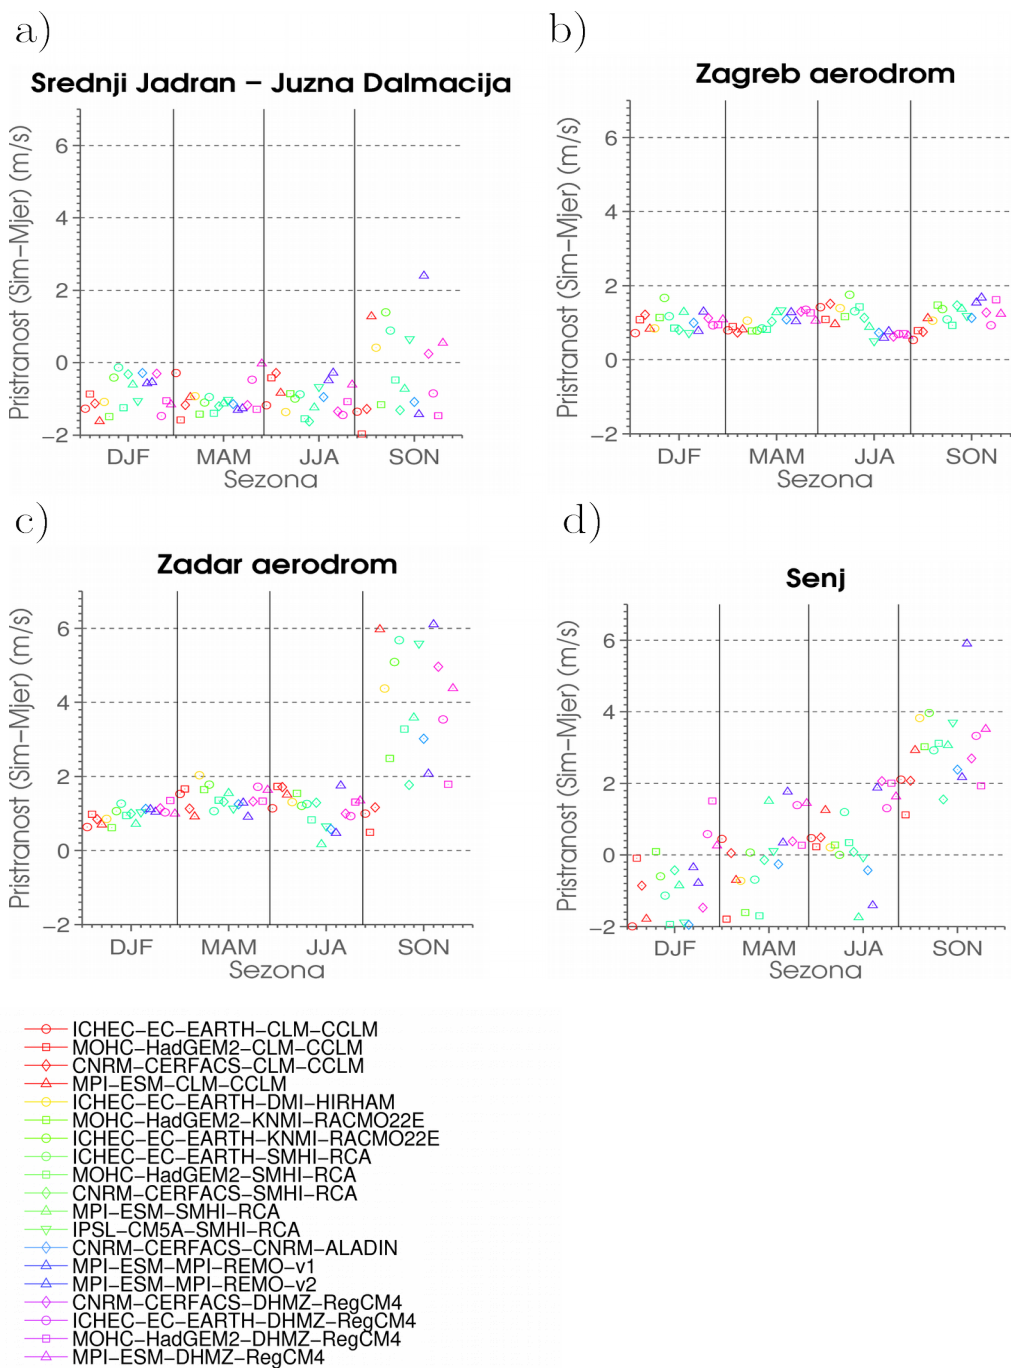 a)
Srednji Jadran – Juzna Dalmacija
Pristranost (Sim–Mjer) (m/s)
6
4
2
0
–2
DJF MAM JJA SON
Sezona
b)
Zagreb aerodrom
Pristranost (Sim–Mjer) (m/s)
6
4
2
0
–2
DJF MAM JJA SON
Sezona
c)
Zadar aerodrom
Pristranost (Sim–Mjer) (m/s)
6
4
2
0
–2
DJF MAM JJA SON
Sezona
d)
Senj
Pristranost (Sim–Mjer) (m/s)
6
4
2
0
–2
DJF MAM JJA SON
Sezona
ICHEC–EC–EARTH–CLM–CCLM
MOHC–HadGEM2–CLM–CCLM
CNRM–CERFACS–CLM–CCLM
MPI–ESM–CLM–CCLM
ICHEC–EC–EARTH–DMI–HIRHAM
MOHC–HadGEM2–KNMI–RACMO22E
ICHEC–EC–EARTH–KNMI–RACMO22E
ICHEC–EC–EARTH–SMHI–RCA
MOHC–HadGEM2–SMHI–RCA
CNRM–CERFACS–SMHI–RCA
MPI–ESM–SMHI–RCA
IPSL–CM5A–SMHI–RCA
CNRM–CERFACS–CNRM–ALADIN
MPI–ESM–MPI–REMO–v1
MPI–ESM–MPI–REMO–v2
CNRM–CERFACS–DHMZ–RegCM4
ICHEC–EC–EARTH–DHMZ–RegCM4
MOHC–HadGEM2–DHMZ–RegCM4
MPI–ESM–DHMZ–RegCM4